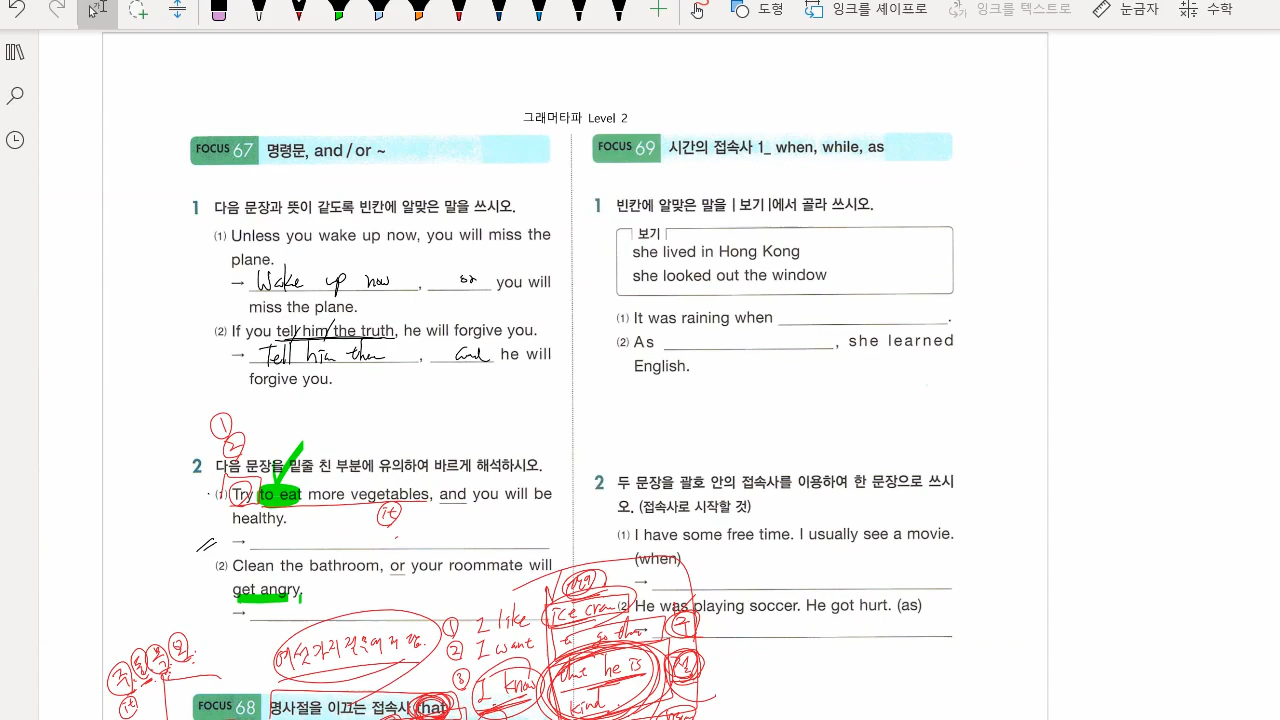 도형
잉크를 셰이프로
잉크를 텍스트로
눈금자
수학
그래머타파 Level 2
FOCUS 67 명령문, and / or ~
1 다음 문장과 뜻이 같도록 빈칸에 알맞은 말을 쓰시오.
(1) Unless you wake up now, you will miss the
plane.
→ Wake up now , or you will
miss the plane.
(2) If you tell him the truth, he will forgive you.
→ Tell him the , and he will
forgive you.
①
②
2 다음 문장을 밑줄 친 부분에 유의하여 바르게 해석하시오.
(1) Try to eat more vegetables, and you will be
healthy.
it
→
(2) Clean the bathroom, or your roommate will
get angry.
→
① I like ice cream
② I want to go there
③ I know that he is
kind.
주
it
FOCUS 68 명사절을 이끄는 접속사 that
FOCUS 69 시간의 접속사 1_ when, while, as
1 빈칸에 알맞은 말을 | 보기 |에서 골라 쓰시오.
보기
she lived in Hong Kong
she looked out the window
(1) It was raining when .
(2) As , she learned
English.
2 두 문장을 괄호 안의 접속사를 이용하여 한 문장으로 쓰시
오. (접속사로 시작할 것)
(1) I have some free time. I usually see a movie.
(when)
→
(2) He was playing soccer. He got hurt. (as)
→